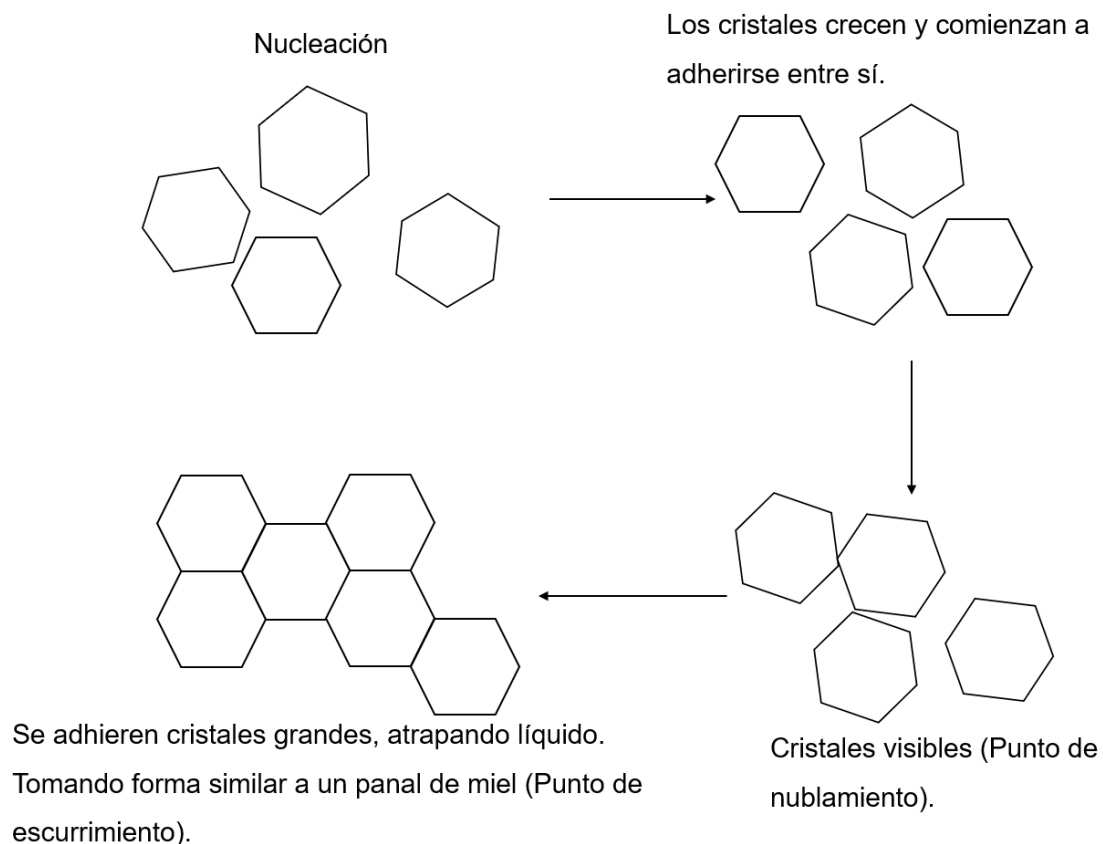 Nucleación
Los cristales crecen y comienzan a
adherirse entre sí.
Cristales visibles (Punto de
nublamiento).
Se adhieren cristales grandes, atrapando líquido.
Tomando forma similar a un panal de miel (Punto de
escurrimiento).